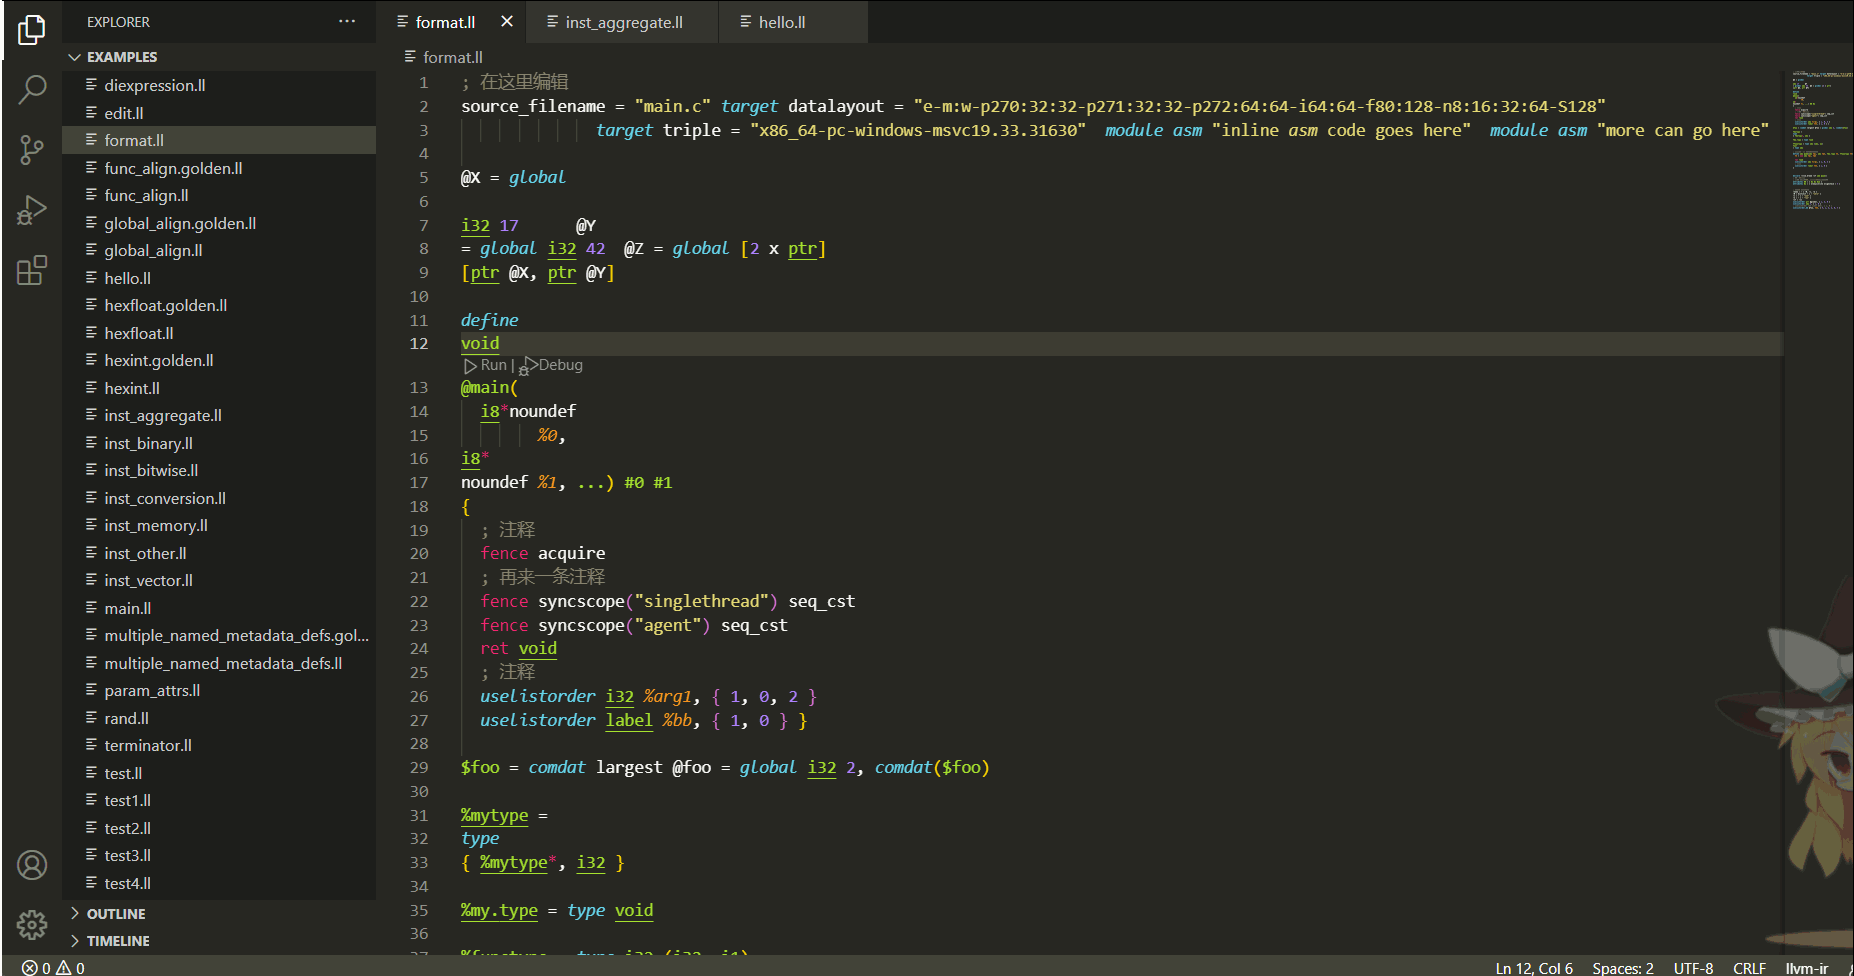 EXPLORER
···
EXAMPLES
diexpression.ll
edit.ll
format.ll
func_align.golden.ll
func_align.ll
global_align.golden.ll
global_align.ll
hello.ll
hexfloat.golden.ll
hexfloat.ll
hexint.golden.ll
hexint.ll
inst_aggregate.ll
inst_binary.ll
inst_bitwise.ll
inst_conversion.ll
inst_memory.ll
inst_other.ll
inst_vector.ll
main.ll
multiple_named_metadata_defs.gol...
multiple_named_metadata_defs.ll
param_attrs.ll
rand.ll
terminator.ll
test.ll
test1.ll
test2.ll
test3.ll
test4.ll
OUTLINE
TIMELINE
format.ll inst_aggregate.ll hello.ll
format.ll
1 ; 在这里编辑
2 source_filename = "main.c" target datalayout = "e-m:w-p270:32:32-p271:32:32-p272:64:64-i64:64-f80:128-n8:16:32:64-S128"
3 target triple = "x86_64-pc-windows-msvc19.33.31630" module asm "inline asm code goes here" module asm "more can go here"
4
5 @X = global
6
7 i32 17 @Y
8 = global i32 42 @Z = global [2 x ptr]
9 [ptr @X, ptr @Y]
10
11 define
12 void
Run | Debug
13 @main(
14 i8*noundef
15 %0,
16 i8*
17 noundef %1, ...) #0 #1
18 {
19 ; 注释
20 fence acquire
21 ; 再来一条注释
22 fence syncscope("singlethread") seq_cst
23 fence syncscope("agent") seq_cst
24 ret void
25 ; 注释
26 uselistorder i32 %arg1, { 1, 0, 2 }
27 uselistorder label %bb, { 1, 0 } }
28
29 $foo = comdat largest @foo = global i32 2, comdat($foo)
30
31 %mytype =
32 type
33 { %mytype*, i32 }
34
35 %my.type = type void
36
0 0
Ln 12, Col 6 Spaces: 2 UTF-8 CRLF llvm-ir